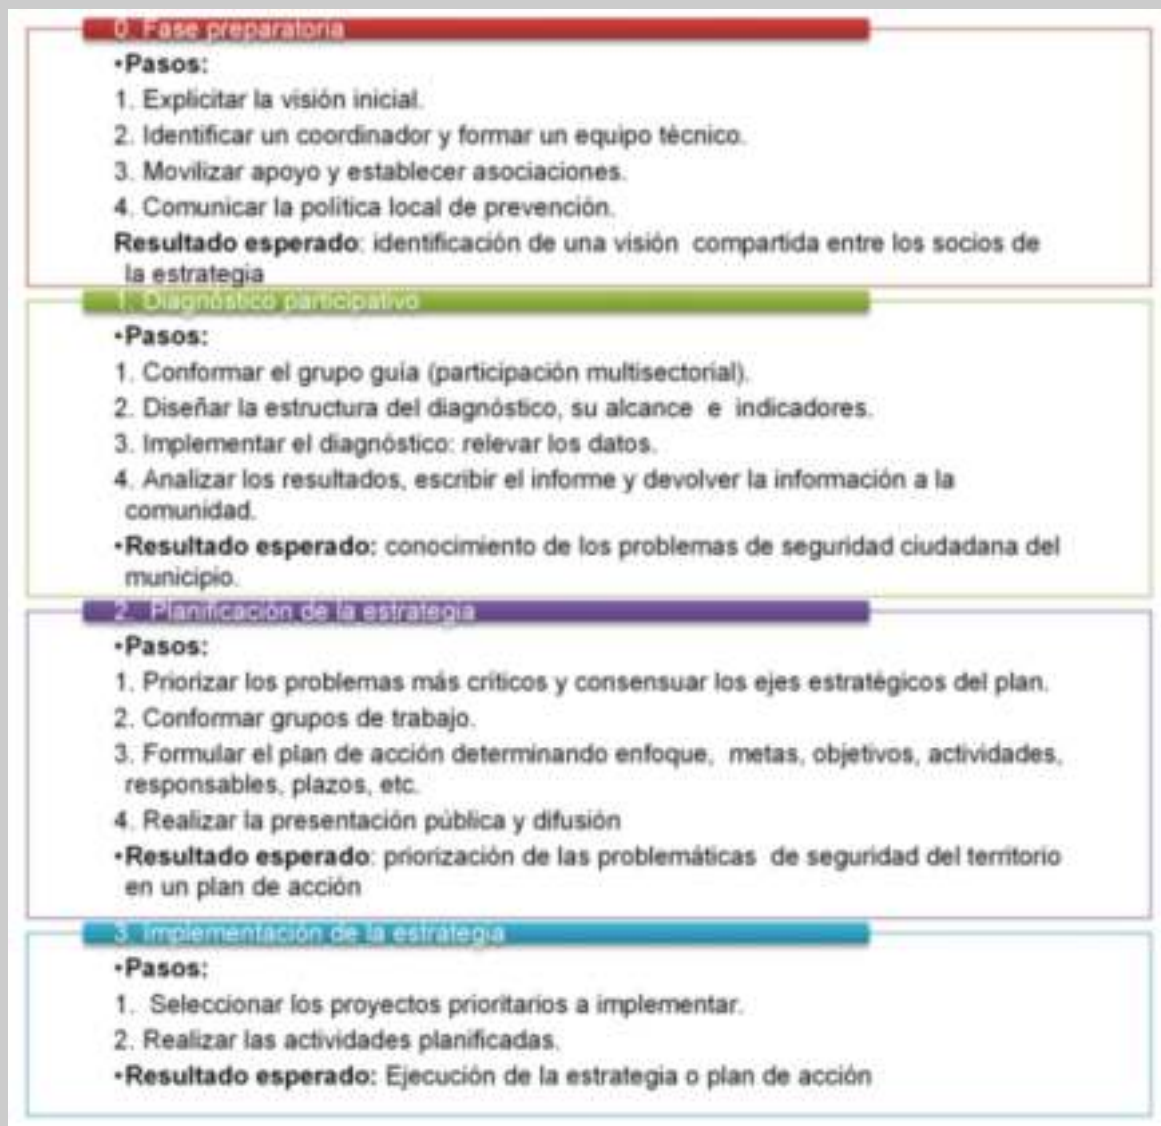 0. Fase preparatoria
•Pasos:
1. Explicitar la visión inicial.
2. Identificar un coordinador y formar un equipo técnico.
3. Movilizar apoyo y establecer asociaciones.
4. Comunicar la política local de prevención.
Resultado esperado: identificación de una visión compartida entre los socios de
la estrategia
1. Diagnóstico participativo
•Pasos:
1. Conformar el grupo guía (participación multisectorial).
2. Diseñar la estructura del diagnóstico, su alcance e indicadores.
3. Implementar el diagnóstico: relevar los datos.
4. Analizar los resultados, escribir el informe y devolver la información a la
comunidad.
•Resultado esperado: conocimiento de los problemas de seguridad ciudadana del
municipio.
2. Planificación de la estrategia
•Pasos:
1. Priorizar los problemas más críticos y consensuar los ejes estratégicos del plan.
2. Conformar grupos de trabajo.
3. Formular el plan de acción determinando enfoque, metas, objetivos, actividades,
responsables, plazos, etc.
4. Realizar la presentación pública y difusión
•Resultado esperado: priorización de las problemáticas de seguridad del territorio
en un plan de acción
3. Implementación de la estrategia
•Pasos:
1. Seleccionar los proyectos prioritarios a implementar.
2. Realizar las actividades planificadas.
•Resultado esperado: Ejecución de la estrategia o plan de acción